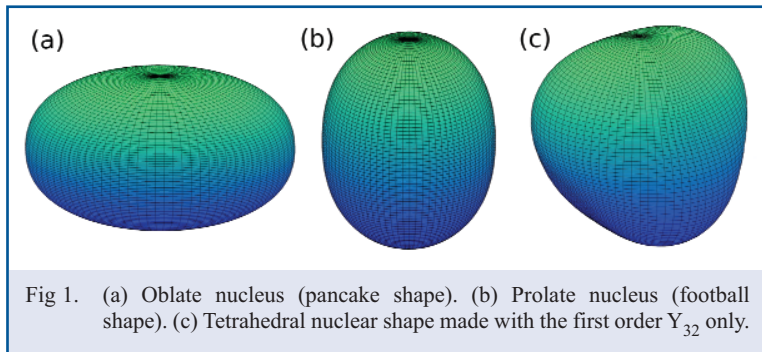 (a) (b) (c)
Fig 1. (a) Oblate nucleus (pancake shape). (b) Prolate nucleus (football
shape). (c) Tetrahedral nuclear shape made with the first order Y₃₂ only.